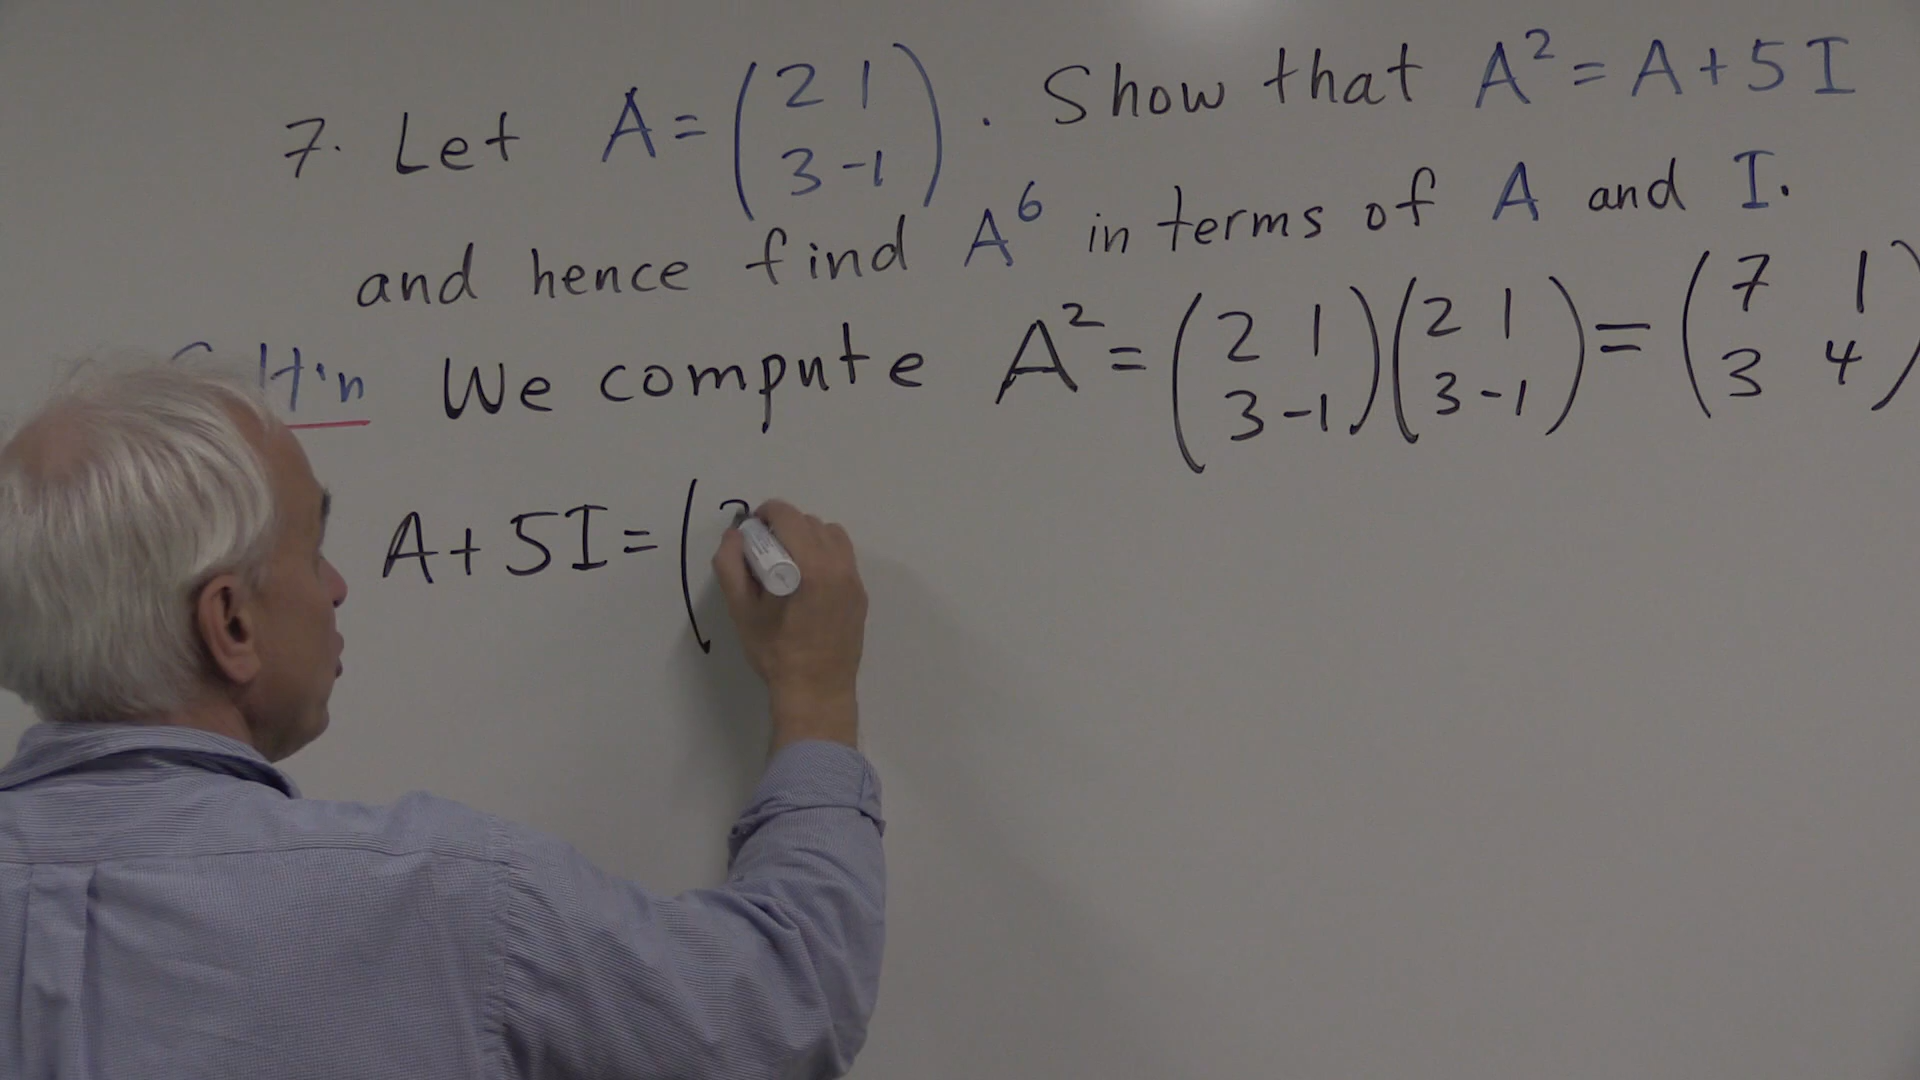 7. Let A = (2 1 3 -1). Show that A² = A + 5I
and hence find A⁶ in terms of A and I.
We compute A² = (2 1 3 -1)(2 1 3 -1) = (7 1 3 4)
A + 5I = (2